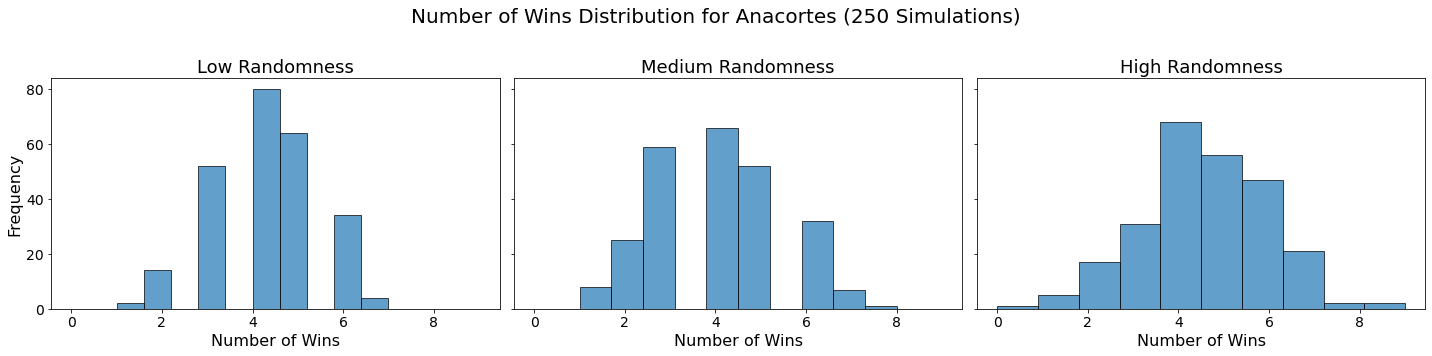 Number of Wins Distribution for Anacortes (250 Simulations)
Low Randomness
Medium Randomness
High Randomness
Frequency
80
60
40
20
0
0 2 4 6 8
0 2 4 6 8
0 2 4 6 8
Number of Wins
Number of Wins
Number of Wins